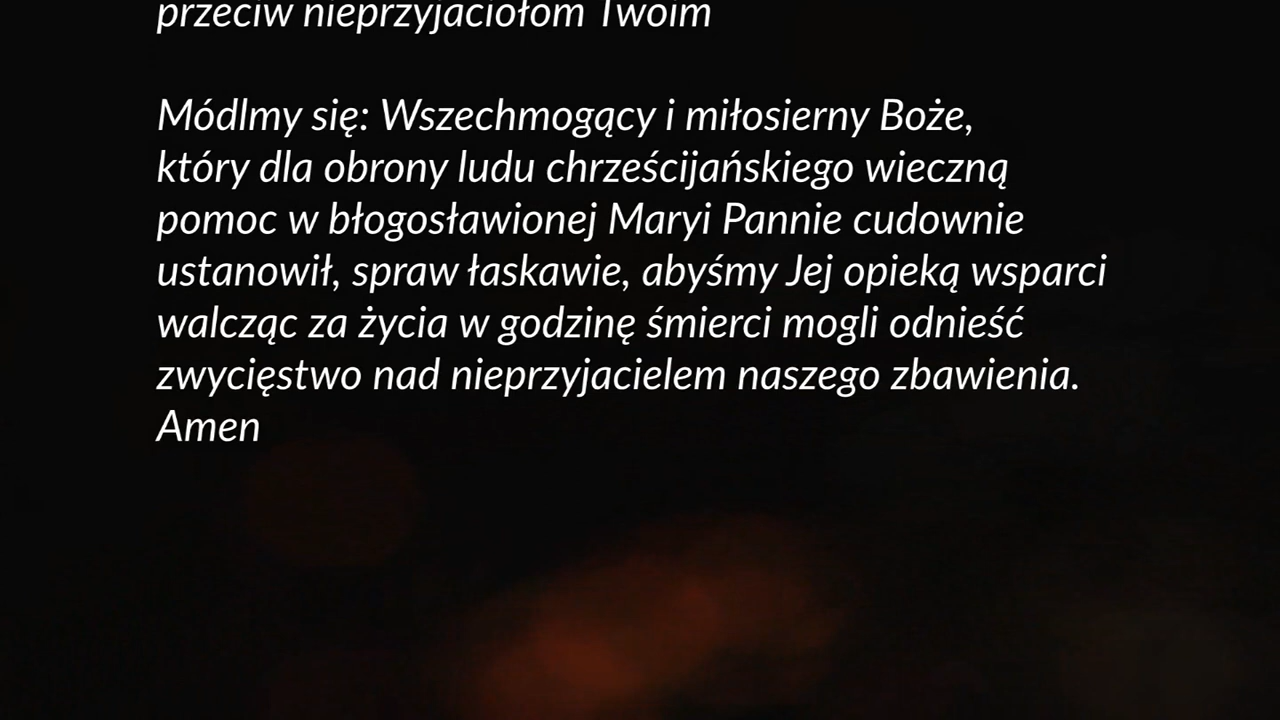 przeciw nieprzyjaciołom Twoim
Módlmy się: Wszechmogący i miłosierny Boże,
który dla obrony ludu chrześcijańskiego wieczną
pomoc w błogosławionej Maryi Pannie cudownie
ustanowił, spraw łaskawie, abyśmy Jej opieką wsparci
walcząc za życia w godzinę śmierci mogli odnieść
zwycięstwo nad nieprzyjacielem naszego zbawienia.
Amen